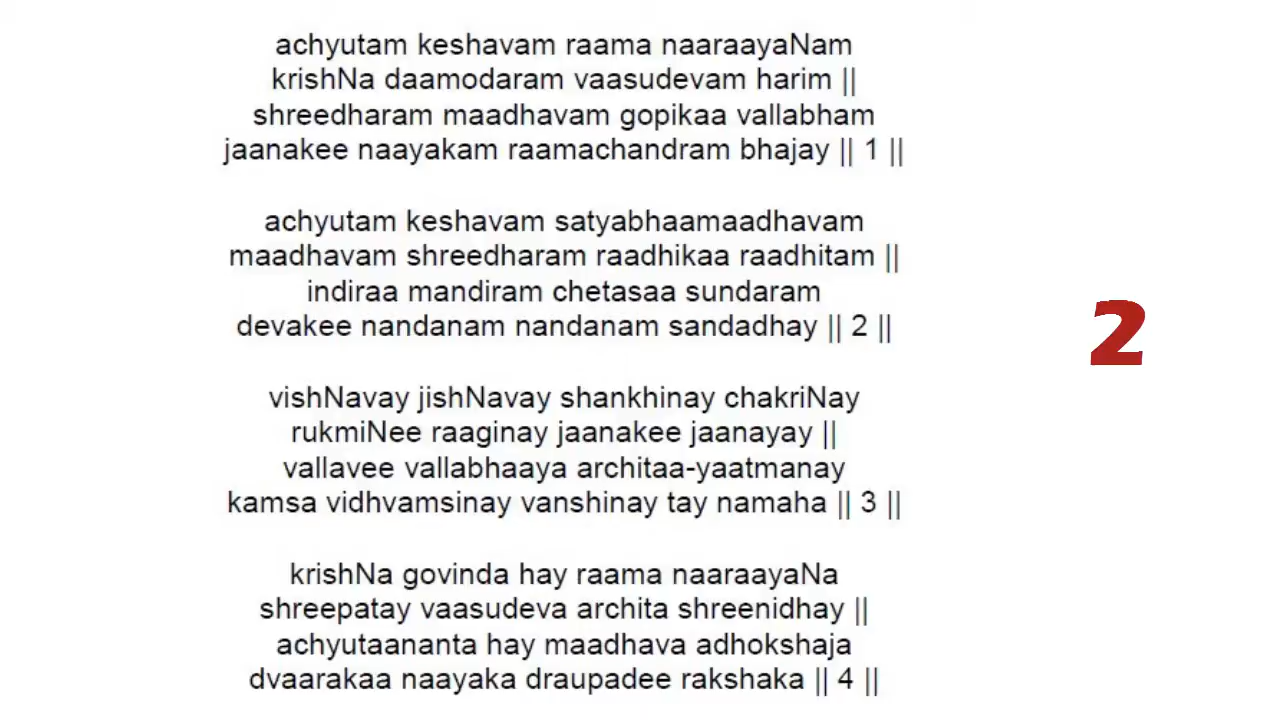 achyutam keshavam raama naaraayaNam
krishNa daamodaram vaasudevam harim ||
shreedharam maadhavam gopikaa vallabham
jaanakee naayakam raamachandram bhajay || 1 ||
achyutam keshavam satyabhaamaadhavam
maadhavam shreedharam raadhikaa raadhitam ||
indiraa mandiram chetasaa sundaram
devakee nandanam nandanam sandadhay || 2 ||
2
vishNavay jishNavay shankhinay chakriNay
rukmiNee raaginay jaanakee jaanayay ||
vallavee vallabhaaya architaa-yaatmanay
kamsa vidhvamsinay vanshinay tay namaha || 3 ||
krishNa govinda hay raama naaraayaNa
shreepatay vaasudeva archita shreenidhay ||
achyutaananta hay maadhava adhokshaja
dvaarakaa naayaka draupadee rakshaka || 4 ||